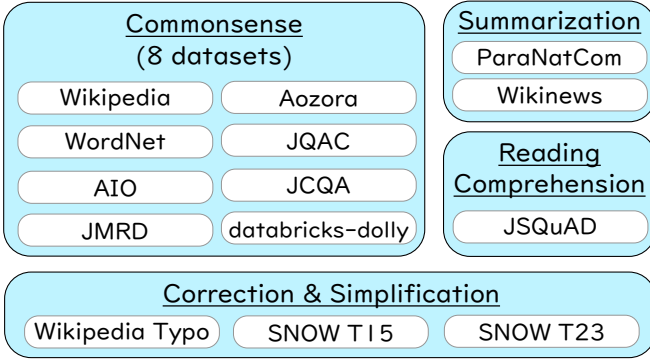 Commonsense
(8 datasets)
Wikipedia
Aozora
WordNet
JQAC
AIO
JCQA
JMRD
databricks-dolly
Summarization
ParaNatCom
Wikinews
Reading
Comprehension
JSQuAD
Correction & Simplification
Wikipedia Typo
SNOW T15
SNOW T23